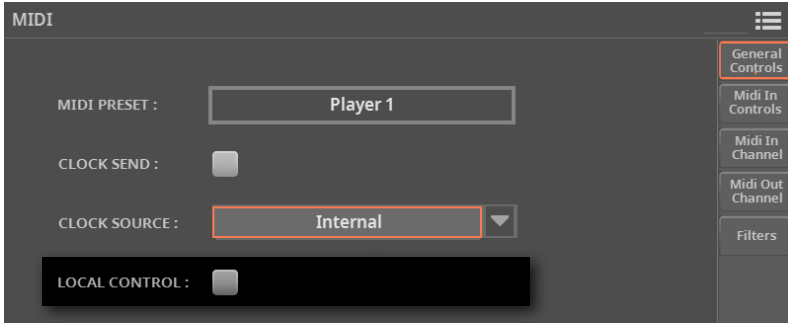 MIDI
General
Controls
MIDI PRESET :
Player 1
Midi In
Controls
CLOCK SEND :
Midi In
Channel
Midi Out
Channel
CLOCK SOURCE :
Internal
Filters
LOCAL CONTROL :